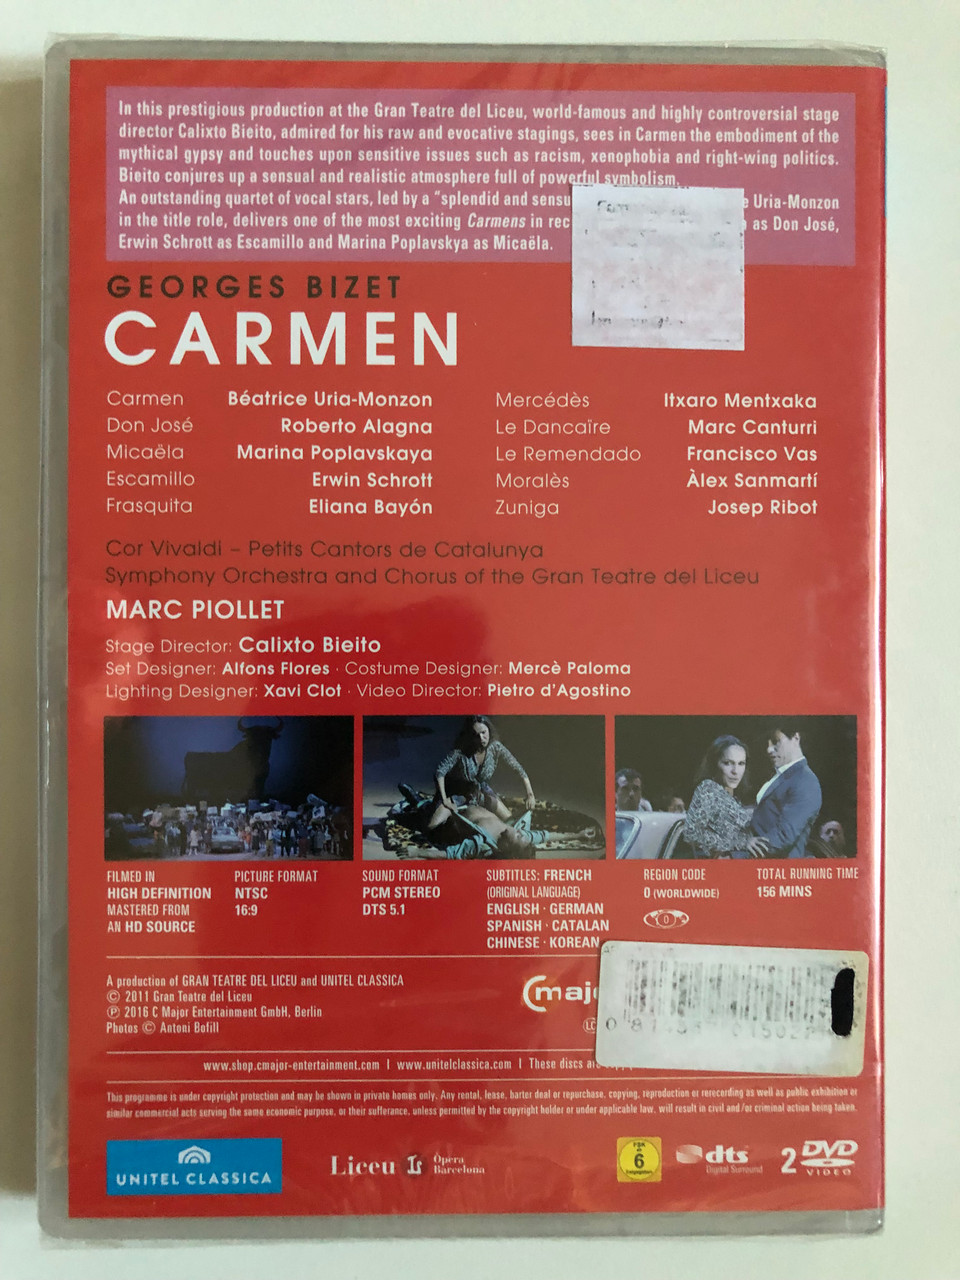 In this prestigious production at the Gran Teatre del Liceu, world-famous and highly controversial stage
director Calixto Bieito, admired for his raw and evocative stagings, sees in Carmen the embodiment of the
mythical gypsy and touches upon sensitive issues such as racism, xenophobia and right-wing politics.
Bieito conjures up a sensual and realistic atmosphere full of powerful symbolism.
An outstanding quartet of vocal stars, led by a "splendid and sensu e Uria-Monzon
in the title role, delivers one of the most exciting Carmens in rec as Don José,
Erwin Schrott as Escamillo and Marina Poplavskya as Micaëla.
GEORGES BIZET
CARMEN
Carmen Béatrice Uria-Monzon
Don José Roberto Alagna
Micaëla Marina Poplavskaya
Escamillo Erwin Schrott
Frasquita Eliana Bayón
Mercédès Itxaro Mentxaka
Le Dancaïre Marc Canturri
Le Remendado Francisco Vas
Moralès Àlex Sanmartí
Zuniga Josep Ribot
Cor Vivaldi – Petits Cantors de Catalunya
Symphony Orchestra and Chorus of the Gran Teatre del Liceu
MARC PIOLLET
Stage Director: Calixto Bieito
Set Designer: Alfons Flores · Costume Designer: Mercè Paloma
Lighting Designer: Xavi Clot · Video Director: Pietro d'Agostino
FILMED IN
HIGH DEFINITION
MASTERED FROM
AN HD SOURCE
PICTURE FORMAT
NTSC
16:9
SOUND FORMAT
PCM STEREO
DTS 5.1
SUBTITLES: FRENCH
(ORIGINAL LANGUAGE)
ENGLISH · GERMAN
SPANISH · CATALAN
CHINESE · KOREAN
REGION CODE
0 (WORLDWIDE)
0
TOTAL RUNNING TIME
156 MINS
A production of GRAN TEATRE DEL LICEU and UNITEL CLASSICA
© 2011 Gran Teatre del Liceu
℗ 2016 C Major Entertainment GmbH, Berlin
Photos © Antoni Bofill
C majo
LC
www.shop.cmajor-entertainment.com | www.unitelclassica.com | These discs ar
This programme is under copyright protection and may be shown in private homes only. Any rental, lease, barter deal or repurchase, copying, reproduction or rerecording as well as public exhibition or
similar commercial acts serving the same economic purpose, or their sufferance, unless permitted by the copyright holder or under applicable law, will result in civil and /or criminal action being taken.
UNITEL CLASSICA
Liceu Opera
Barcelona
FSK
6
dts
Digital Surround
2 DVD
VIDEO